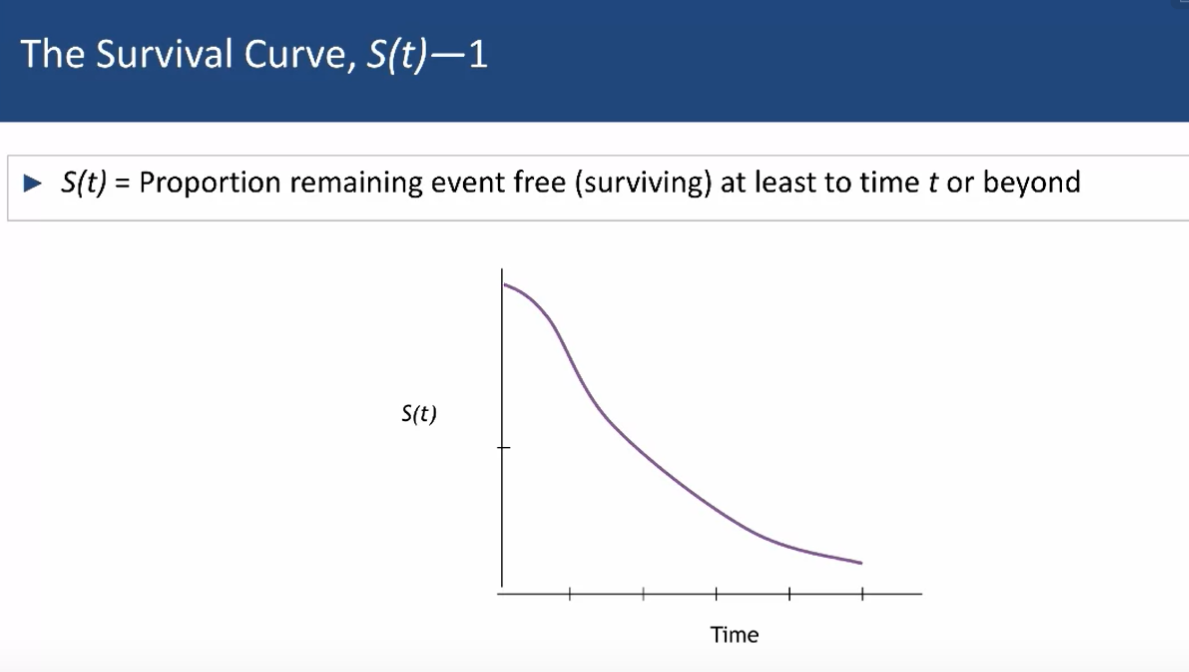 The Survival Curve, S(t)—1
► S(t) = Proportion remaining event free (surviving) at least to time t or beyond
S(t)
Time